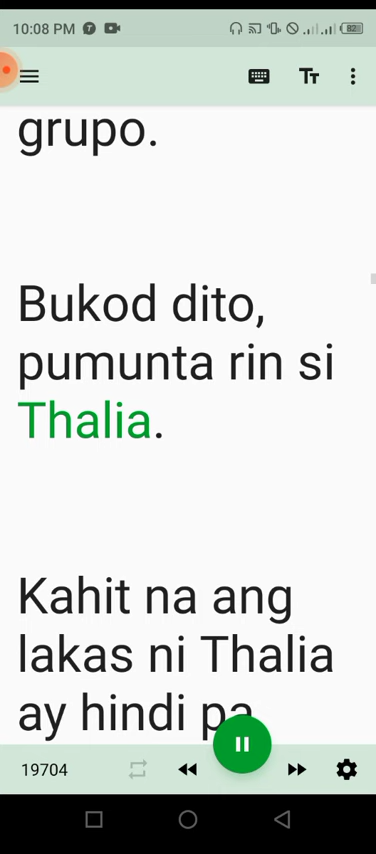 10:08 PM
82
grupo.
Bukod dito,
pumunta rin si
Thalia.
Kahit na ang
lakas ni Thalia
ay hindi pa
19704